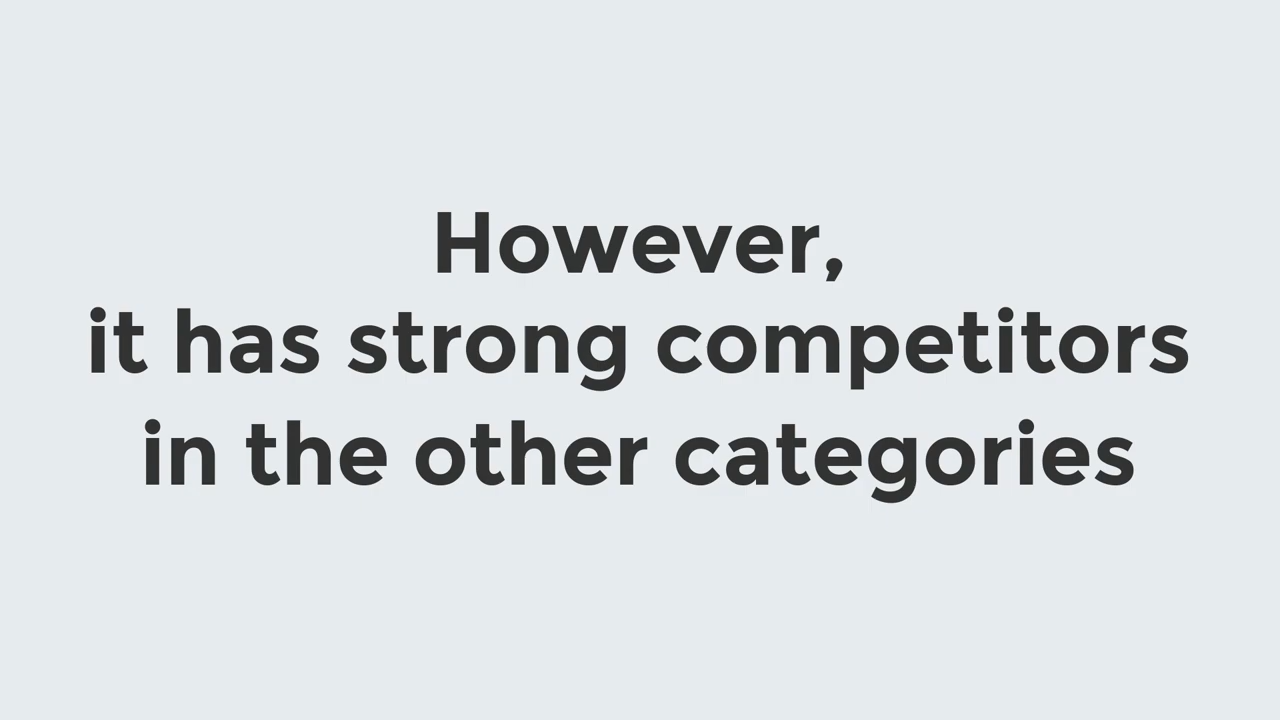 However,
it has strong competitors
in the other categories